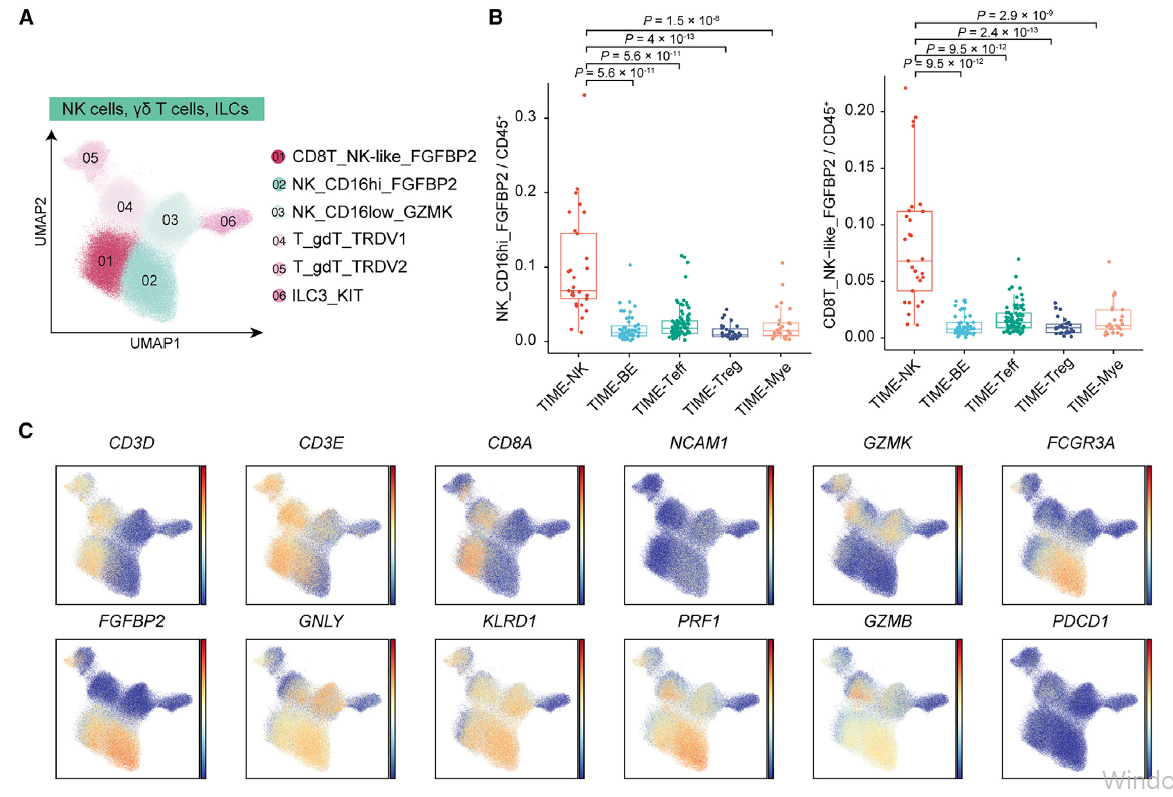 A
NK cells, γδ T cells, ILCs
UMAP2
UMAP1
05
04
03
06
01
02
01 CD8T_NK-like_FGFBP2
02 NK_CD16hi_FGFBP2
03 NK_CD16low_GZMK
04 T_gdT_TRDV1
05 T_gdT_TRDV2
06 ILC3_KIT
B
P = 1.5 × 10⁻⁸
P = 4 × 10⁻¹³
P = 5.6 × 10⁻¹¹
P = 5.6 × 10⁻¹¹
NK_CD16hi_FGFBP2 / CD45⁺
0.3
0.2
0.1
0.0
TIME-NK
TIME-BE
TIME-Teff
TIME-Treg
TIME-Mye
P = 2.9 × 10⁻⁹
P = 2.4 × 10⁻¹³
P = 9.5 × 10⁻¹²
P = 9.5 × 10⁻¹²
CD8T_NK−like_FGFBP2 / CD45⁺
0.20
0.15
0.10
0.05
0.00
TIME-NK
TIME-BE
TIME-Teff
TIME-Treg
TIME-Mye
C
CD3D CD3E CD8A NCAM1 GZMK FCGR3A
FGFBP2 GNLY KLRD1 PRF1 GZMB PDCD1
Windo